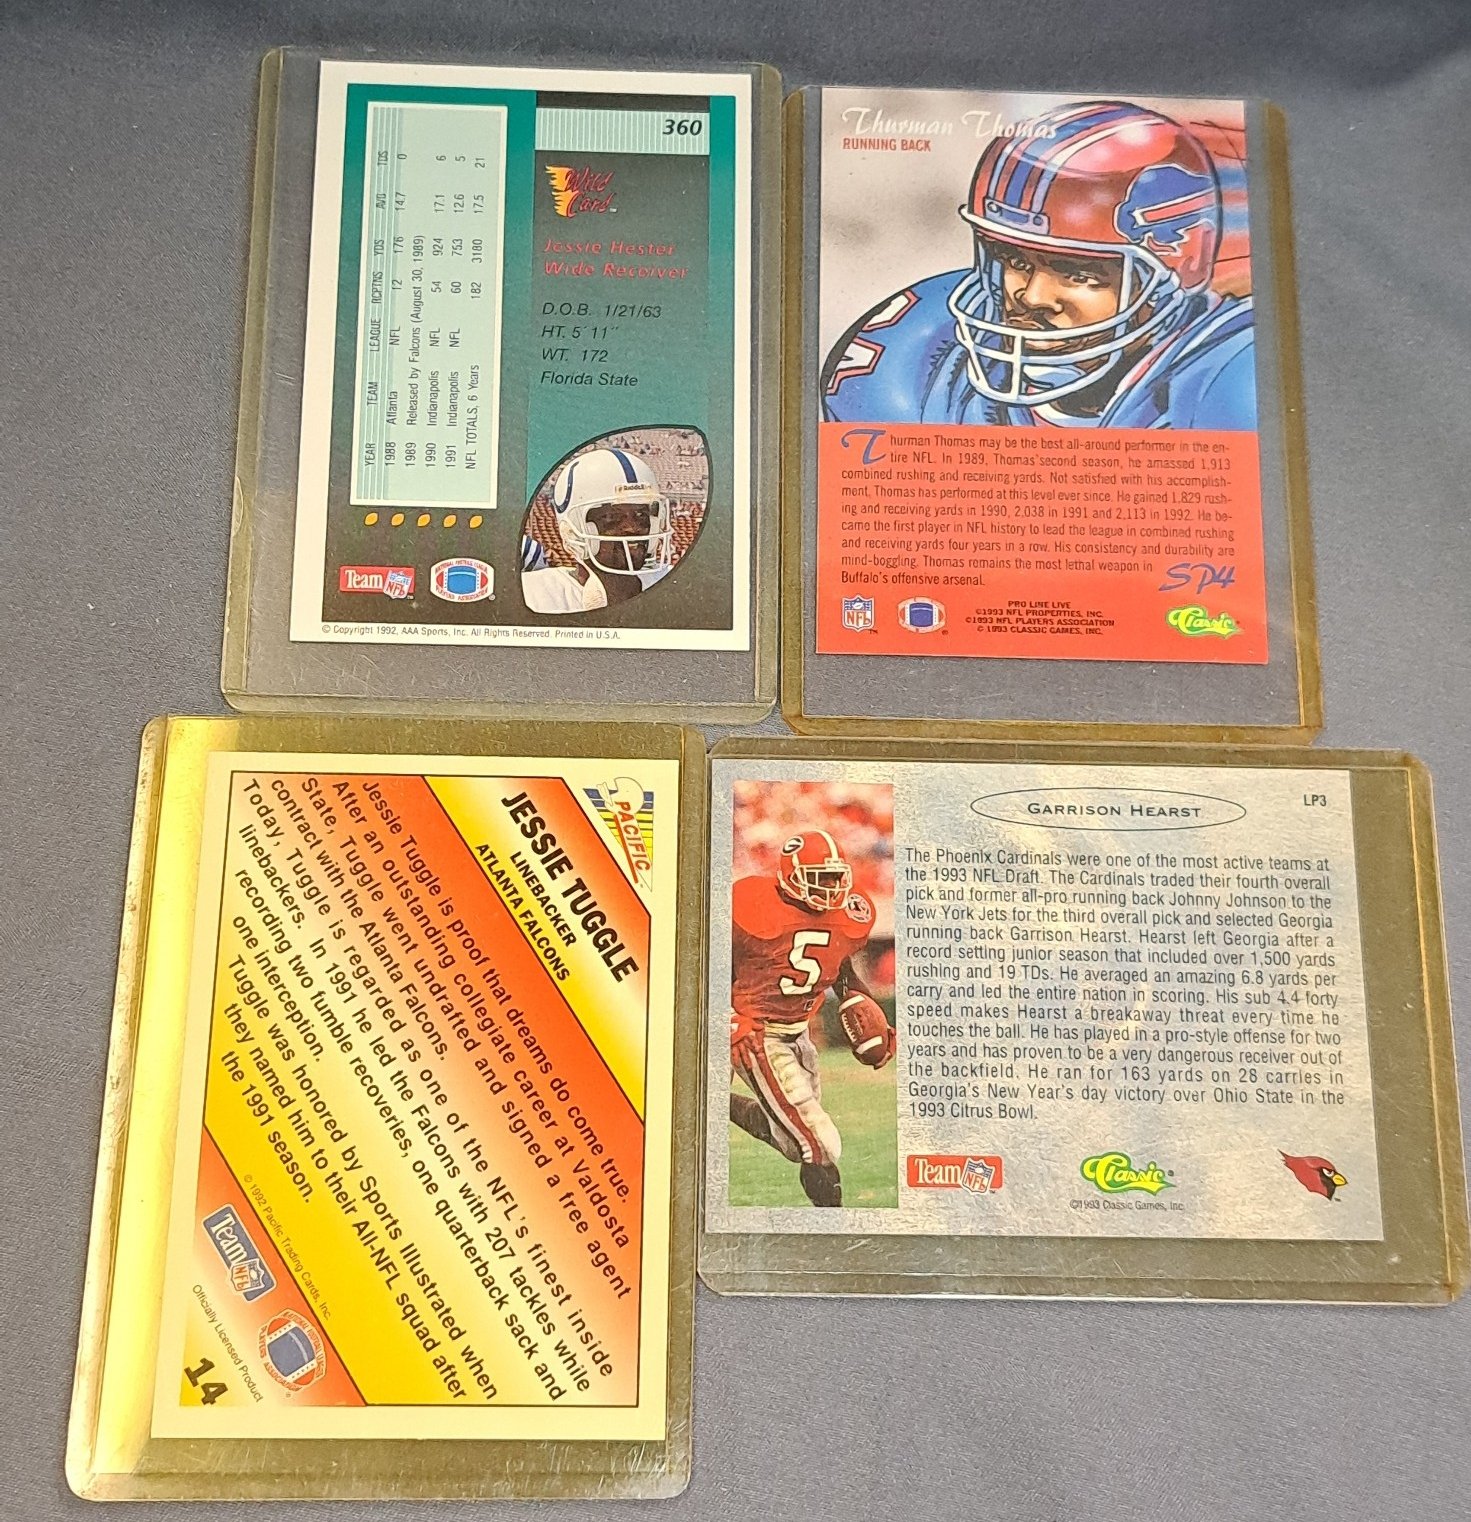 360
Wild
Card
Jessie Hester
Wide Receiver
D.O.B. 1/21/63
HT. 5' 11"
WT. 172
Florida State
YEAR TEAM LEAGUE RCPTNS YDS AVG TDS
1988 Atlanta NFL 12 176 14.7 0
1989 Released by Falcons (August 30, 1989)
1990 Indianapolis NFL 54 924 17.1 6
1991 Indianapolis NFL 60 753 12.6 5
NFL TOTALS, 6 Years 182 3180 17.5 21
Riddell
Team NFL
NATIONAL FOOTBALL LEAGUE
PLAYERS ASSOCIATION
© Copyright 1992, AAA Sports, Inc. All Rights Reserved. Printed in U.S.A.
Thurman Thomas
RUNNING BACK
Thurman Thomas may be the best all-around performer in the en-
tire NFL. In 1989, Thomas' second season, he amassed 1,913
combined rushing and receiving yards. Not satisfied with his accomplish-
ment, Thomas has performed at this level ever since. He gained 1,829 rush-
ing and receiving yards in 1990, 2,038 in 1991 and 2,113 in 1992. He be-
came the first player in NFL history to lead the league in combined rushing
and receiving yards four years in a row. His consistency and durability are
mind-boggling. Thomas remains the most lethal weapon in
Buffalo's offensive arsenal.
SP4
NFL
PRO LINE LIVE
©1993 NFL PROPERTIES, INC.
©1993 NFL PLAYERS ASSOCIATION
© 1993 CLASSIC GAMES, INC.
Classic
PACIFIC
JESSIE TUGGLE
LINEBACKER
ATLANTA FALCONS
Jessie Tuggle is proof that dreams do come true.
After an outstanding collegiate career at Valdosta
State, Tuggle went undrafted and signed a free agent
contract with the Atlanta Falcons.
Today, Tuggle is regarded as one of the NFL's finest inside
linebackers. In 1991 he led the Falcons with 207 tackles while
recording two fumble recoveries, one quarterback sack and
one interception.
Tuggle was honored by Sports Illustrated when
they named him to their All-NFL squad after
the 1991 season.
© 1992 Pacific Trading Cards, Inc.
Team NFL
NATIONAL FOOTBALL LEAGUE
PLAYERS ASSOCIATION
Officially Licensed Product
14
GARRISON HEARST
LP3
5
The Phoenix Cardinals were one of the most active teams at
the 1993 NFL Draft. The Cardinals traded their fourth overall
pick and former all-pro running back Johnny Johnson to the
New York Jets for the third overall pick and selected Georgia
running back Garrison Hearst. Hearst left Georgia after a
record setting junior season that included over 1,500 yards
rushing and 19 TDs. He averaged an amazing 6.8 yards per
carry and led the entire nation in scoring. His sub 4.4 forty
speed makes Hearst a breakaway threat every time he
touches the ball. He has played in a pro-style offense for two
years and has proven to be a very dangerous receiver out of
the backfield. He ran for 163 yards on 28 carries in
Georgia's New Year's day victory over Ohio State in the
1993 Citrus Bowl.
Team NFL
Classic
©1993 Classic Games, Inc.